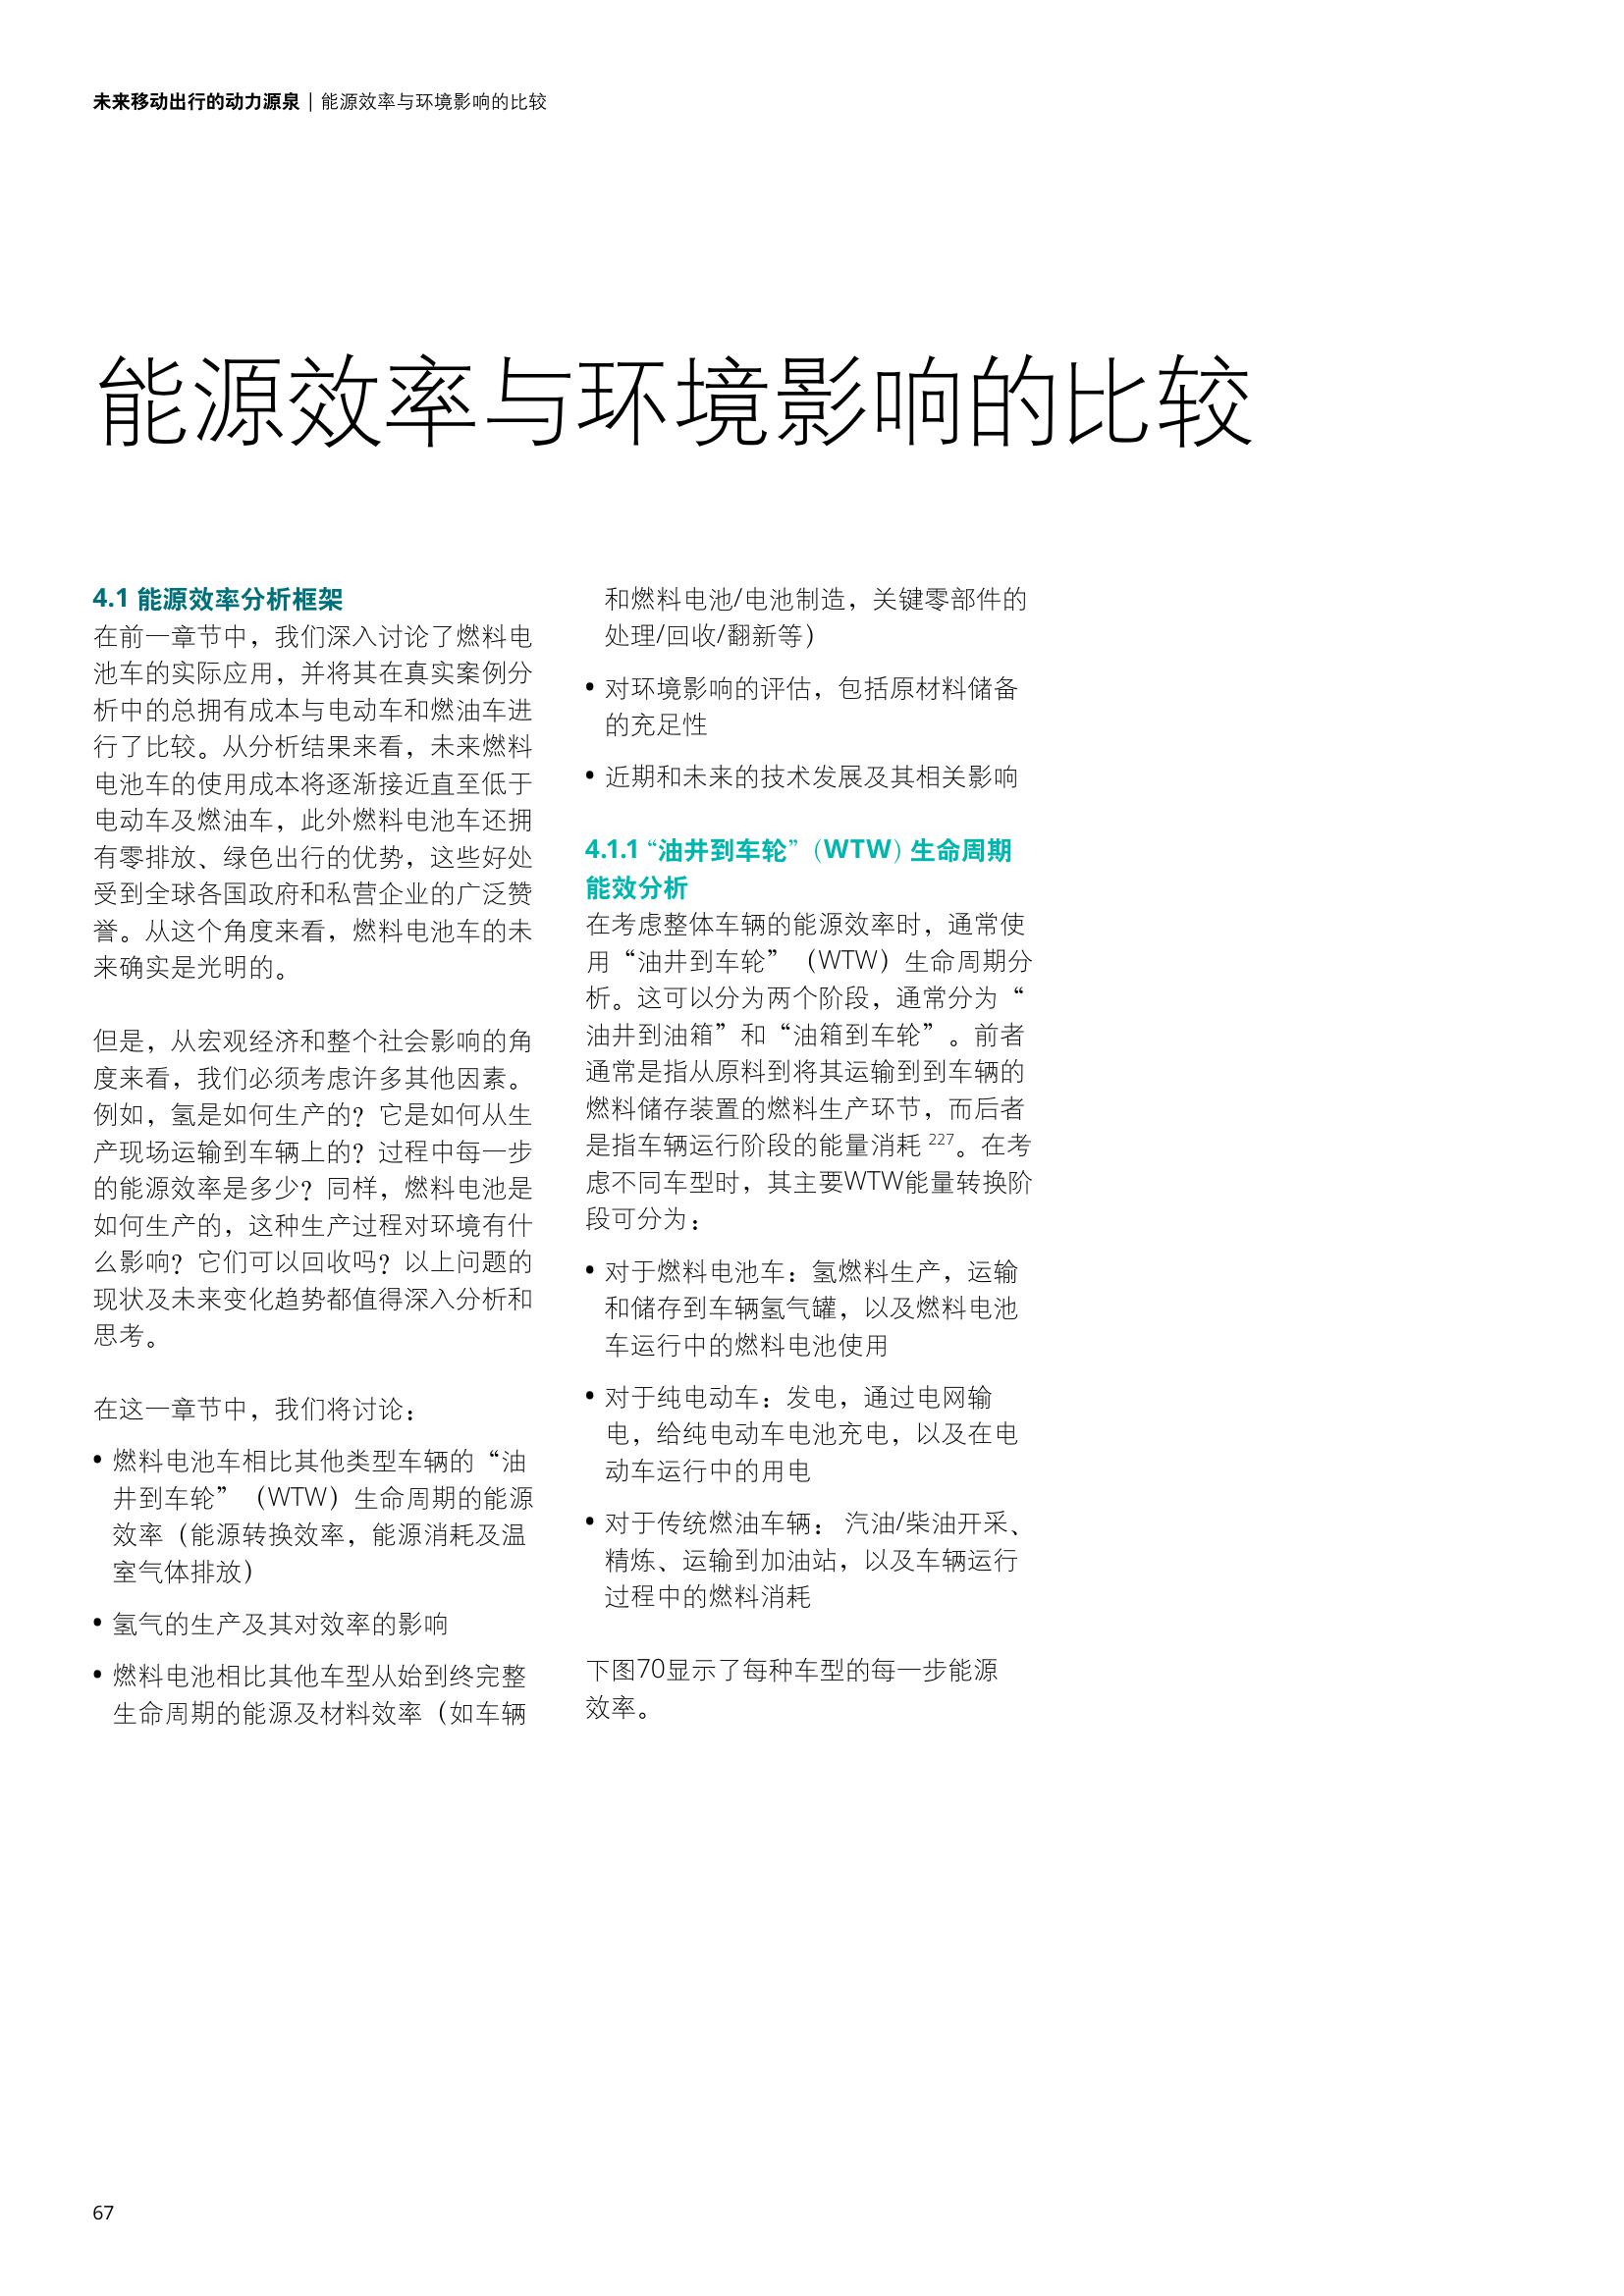 未来移动出行的动力源泉 | 能源效率与环境影响的比较
能源效率与环境影响的比较
4.1 能源效率分析框架
在前一章节中，我们深入讨论了燃料电
池车的实际应用，并将其在真实案例分
析中的总拥有成本与电动车和燃油车进
行了比较。从分析结果来看，未来燃料
电池车的使用成本将逐渐接近直至低于
电动车及燃油车，此外燃料电池车还拥
有零排放、绿色出行的优势，这些好处
受到全球各国政府和私营企业的广泛赞
誉。从这个角度来看，燃料电池车的未
来确实是光明的。
但是，从宏观经济和整个社会影响的角
度来看，我们必须考虑许多其他因素。
例如，氢是如何生产的？它是如何从生
产现场运输到车辆上的？过程中每一步
的能源效率是多少？同样，燃料电池是
如何生产的，这种生产过程对环境有什
么影响？它们可以回收吗？以上问题的
现状及未来变化趋势都值得深入分析和
思考。
在这一章节中，我们将讨论：
• 燃料电池车相比其他类型车辆的“油
井到车轮”（WTW）生命周期的能源
效率（能源转换效率，能源消耗及温
室气体排放）
• 氢气的生产及其对效率的影响
• 燃料电池相比其他车型从始到终完整
生命周期的能源及材料效率（如车辆
和燃料电池/电池制造，关键零部件的
处理/回收/翻新等）
• 对环境影响的评估，包括原材料储备
的充足性
• 近期和未来的技术发展及其相关影响
4.1.1 “油井到车轮”（WTW）生命周期
能效分析
在考虑整体车辆的能源效率时，通常使
用“油井到车轮”（WTW）生命周期分
析。这可以分为两个阶段，通常分为“
油井到油箱”和“油箱到车轮”。前者
通常是指从原料到将其运输到到车辆的
燃料储存装置的燃料生产环节，而后者
是指车辆运行阶段的能量消耗 227。在考
虑不同车型时，其主要WTW能量转换阶
段可分为：
• 对于燃料电池车：氢燃料生产，运输
和储存到车辆氢气罐，以及燃料电池
车运行中的燃料电池使用
• 对于纯电动车：发电，通过电网输
电，给纯电动车电池充电，以及在电
动车运行中的用电
• 对于传统燃油车辆： 汽油/柴油开采、
精炼、运输到加油站，以及车辆运行
过程中的燃料消耗
下图70显示了每种车型的每一步能源
效率。
67